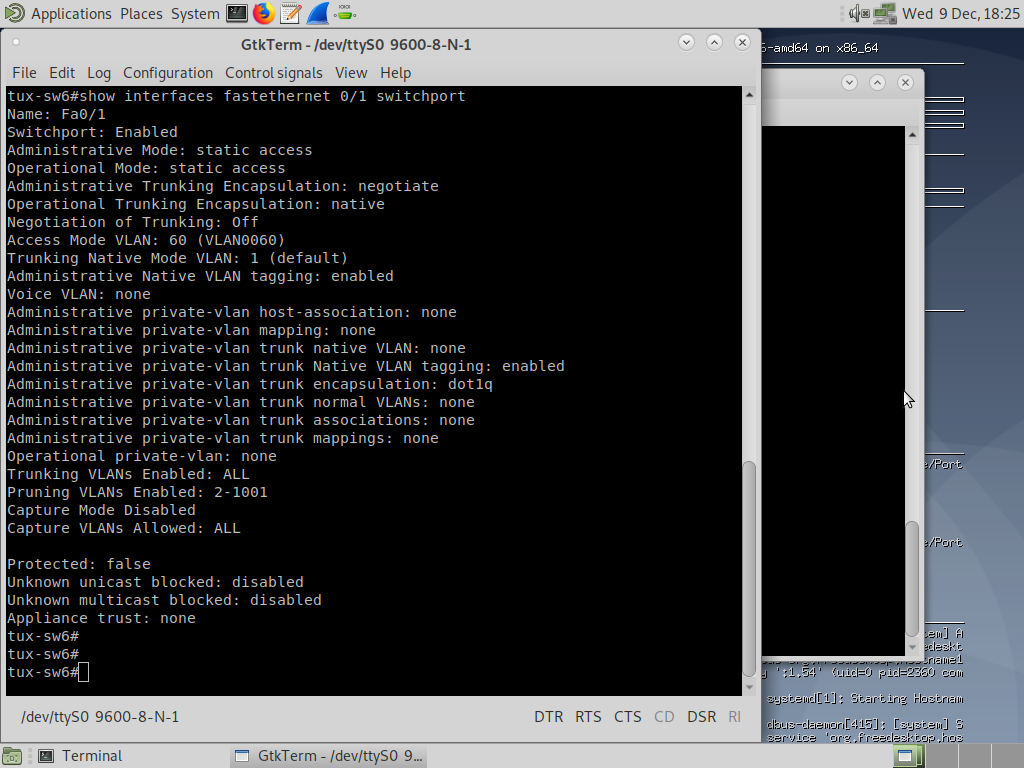 Applications Places System Wed 9 Dec, 18:25
GtkTerm - /dev/ttyS0 9600-8-N-1
File Edit Log Configuration Control signals View Help
tux-sw6#show interfaces fastethernet 0/1 switchport
Name: Fa0/1
Switchport: Enabled
Administrative Mode: static access
Operational Mode: static access
Administrative Trunking Encapsulation: negotiate
Operational Trunking Encapsulation: native
Negotiation of Trunking: Off
Access Mode VLAN: 60 (VLAN0060)
Trunking Native Mode VLAN: 1 (default)
Administrative Native VLAN tagging: enabled
Voice VLAN: none
Administrative private-vlan host-association: none
Administrative private-vlan mapping: none
Administrative private-vlan trunk native VLAN: none
Administrative private-vlan trunk Native VLAN tagging: enabled
Administrative private-vlan trunk encapsulation: dot1q
Administrative private-vlan trunk normal VLANs: none
Administrative private-vlan trunk associations: none
Administrative private-vlan trunk mappings: none
Operational private-vlan: none
Trunking VLANs Enabled: ALL
Pruning VLANs Enabled: 2-1001
Capture Mode Disabled
Capture VLANs Allowed: ALL
Protected: false
Unknown unicast blocked: disabled
Unknown multicast blocked: disabled
Appliance trust: none
tux-sw6#
tux-sw6#
tux-sw6#
/dev/ttyS0 9600-8-N-1 DTR RTS CTS CD DSR RI
-amd64 on x86_64
e/Port
e/Port
tem] A
edeskt
hostname1
y ':1.54' (uid=0 pid=2360 com
systemd[1]: Starting Hostnam
dbus-daemon[415]: [system] S
service 'org.freedesktop.hos
Terminal GtkTerm - /dev/ttyS0 9...